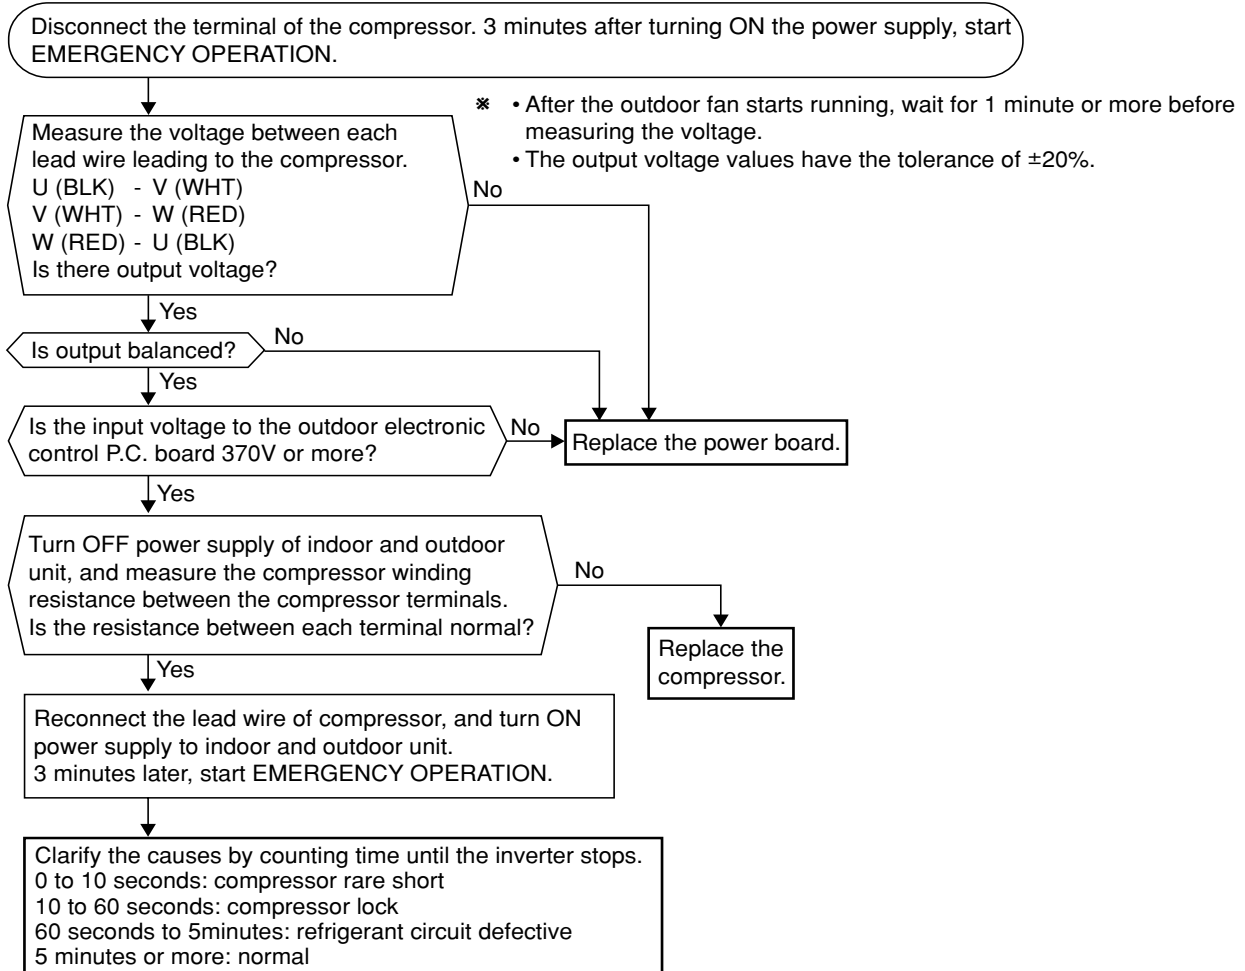 Disconnect the terminal of the compressor. 3 minutes after turning ON the power supply, start
EMERGENCY OPERATION.
※ • After the outdoor fan starts running, wait for 1 minute or more before
measuring the voltage.
• The output voltage values have the tolerance of ±20%.
Measure the voltage between each
lead wire leading to the compressor.
U (BLK) - V (WHT)
V (WHT) - W (RED)
W (RED) - U (BLK)
Is there output voltage?
No
Yes
Is output balanced?
No
Yes
Is the input voltage to the outdoor electronic
control P.C. board 370V or more?
No
Replace the power board.
Yes
Turn OFF power supply of indoor and outdoor
unit, and measure the compressor winding
resistance between the compressor terminals.
Is the resistance between each terminal normal?
No
Replace the
compressor.
Yes
Reconnect the lead wire of compressor, and turn ON
power supply to indoor and outdoor unit.
3 minutes later, start EMERGENCY OPERATION.
Clarify the causes by counting time until the inverter stops.
0 to 10 seconds: compressor rare short
10 to 60 seconds: compressor lock
60 seconds to 5minutes: refrigerant circuit defective
5 minutes or more: normal